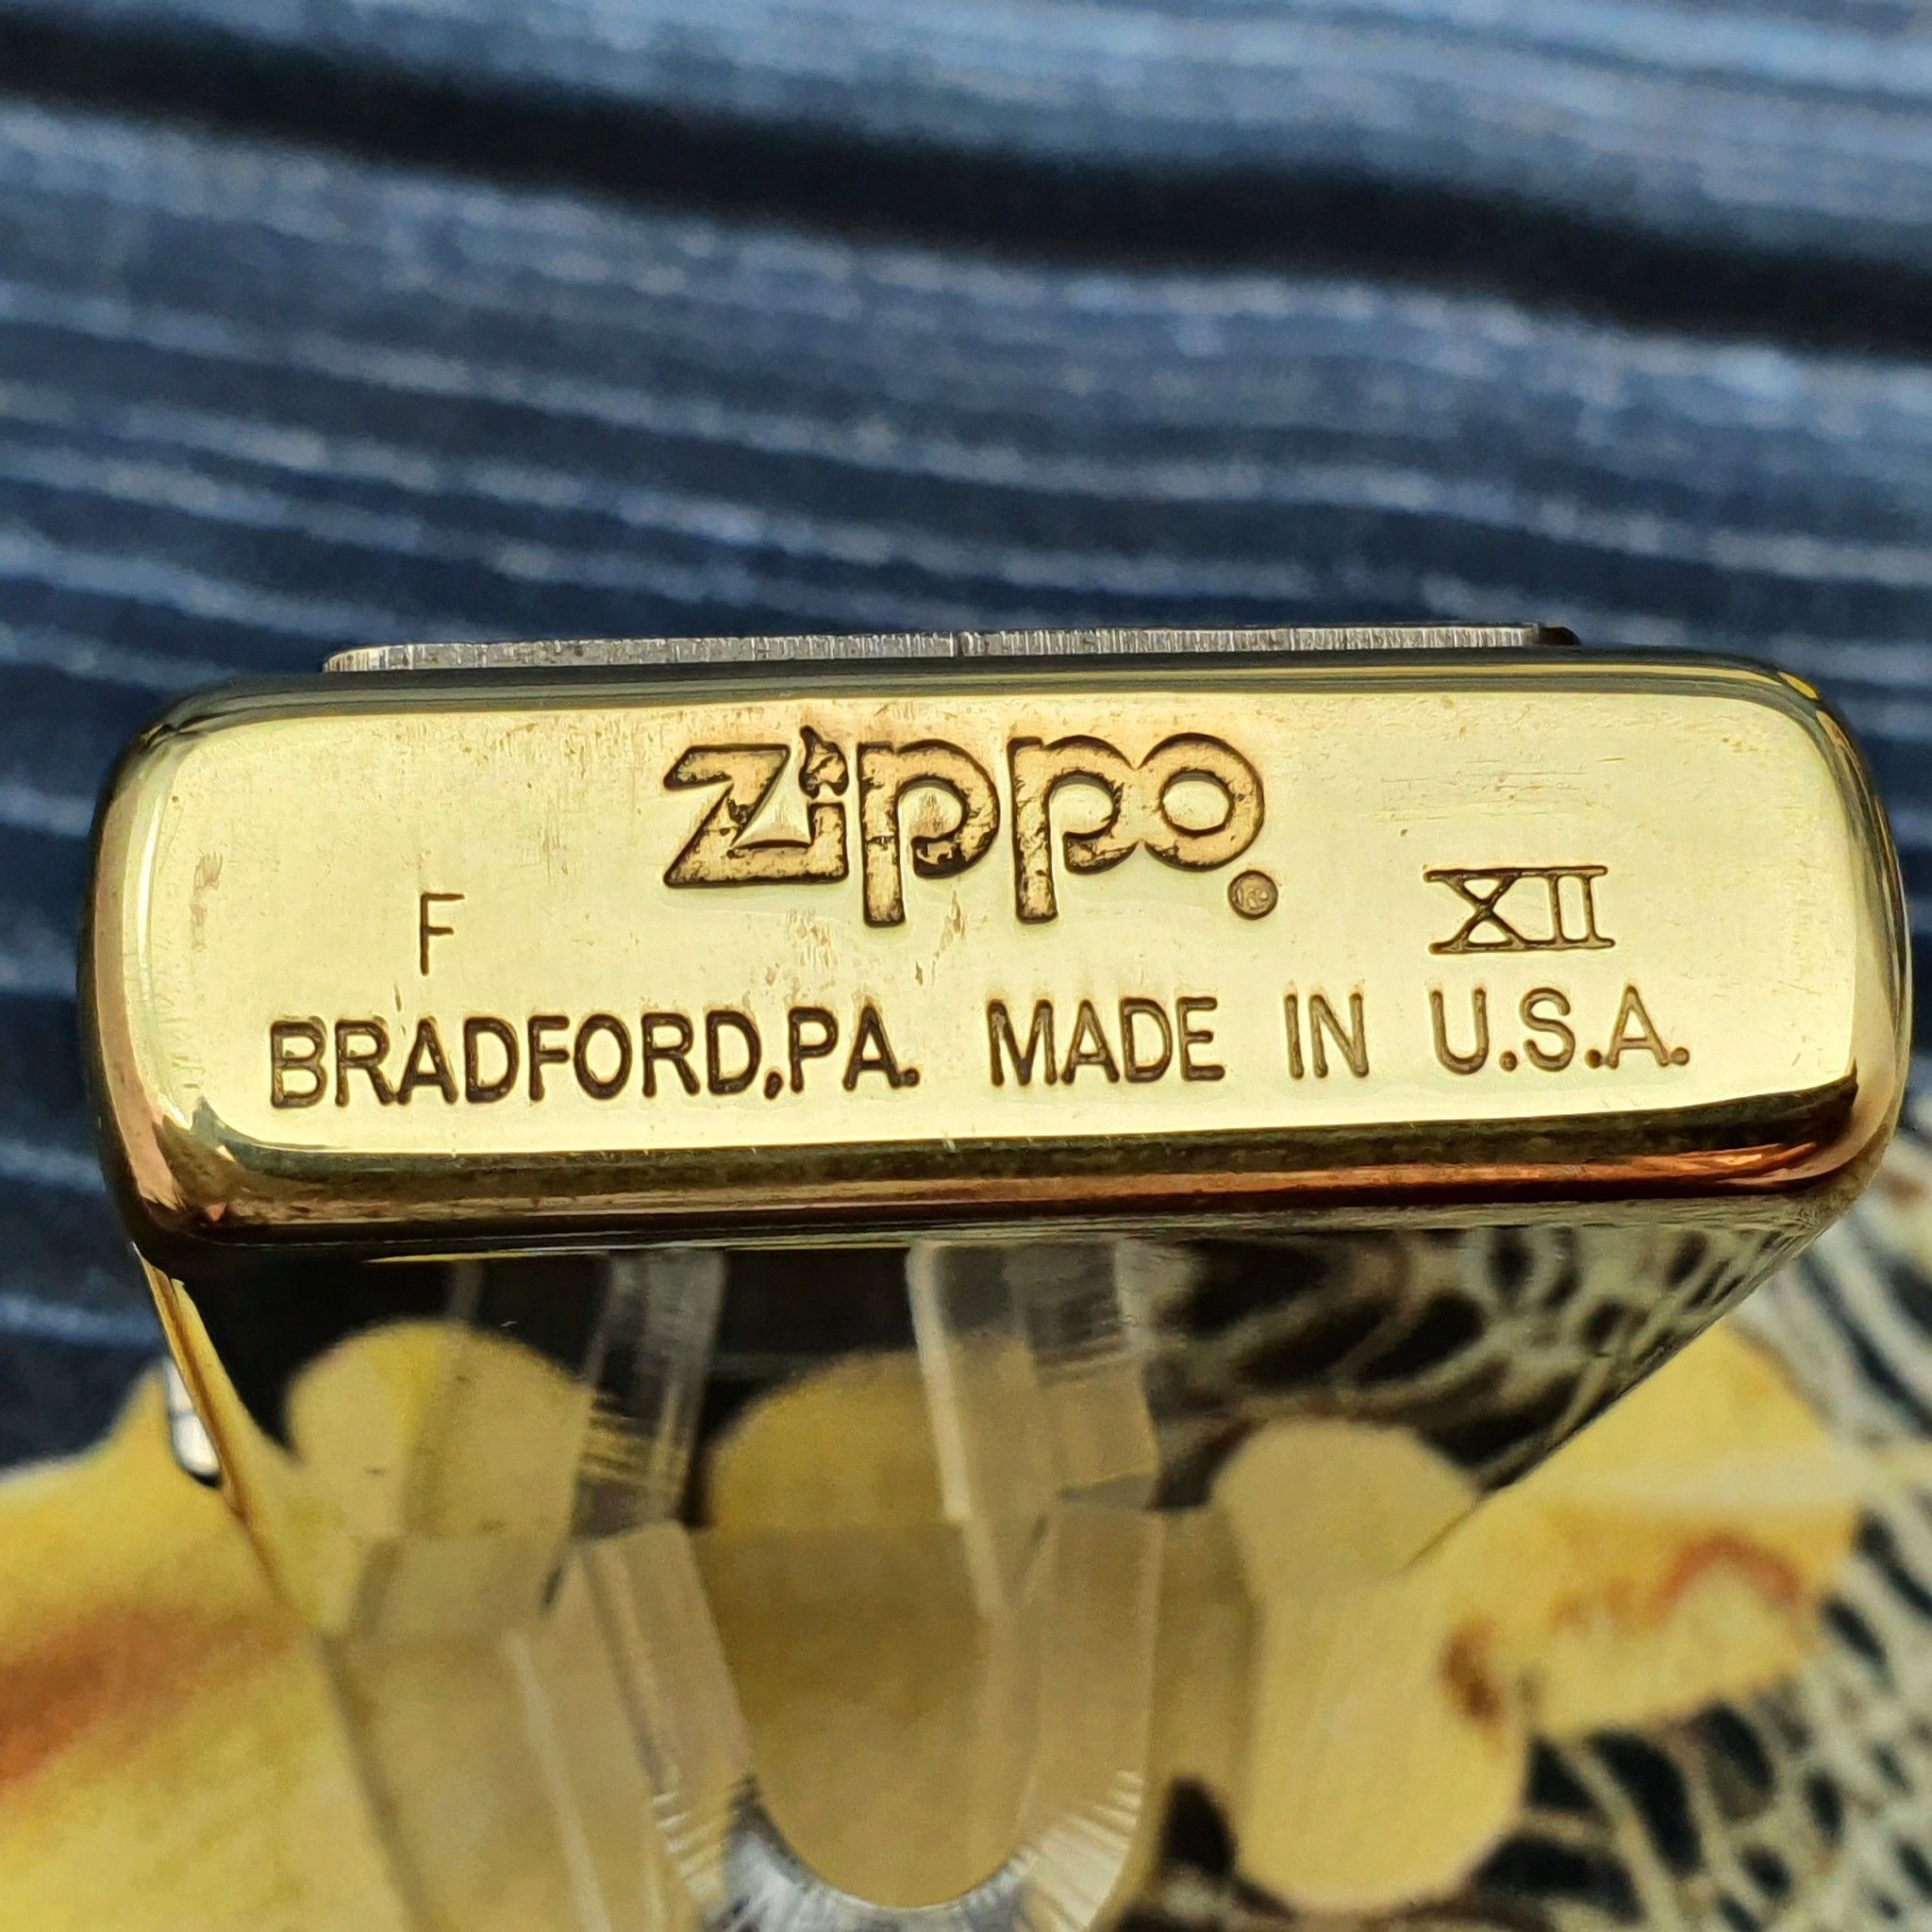 Zippo®
F XII
BRADFORD,PA. MADE IN U.S.A.